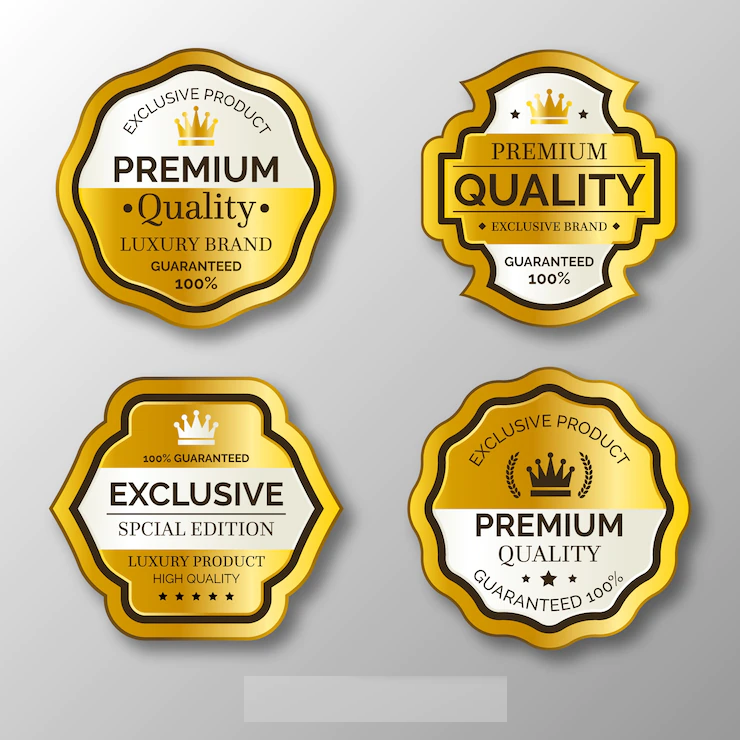 EXCLUSIVE PRODUCT
PREMIUM
•Quality•
LUXURY BRAND
GUARANTEED
100%
PREMIUM
QUALITY
EXCLUSIVE BRAND
GUARANTEED
100%
100% GUARANTEED
EXCLUSIVE
SPCIAL EDITION
LUXURY PRODUCT
HIGH QUALITY
EXCLUSIVE PRODUCT
PREMIUM
QUALITY
GUARANTEED 100%